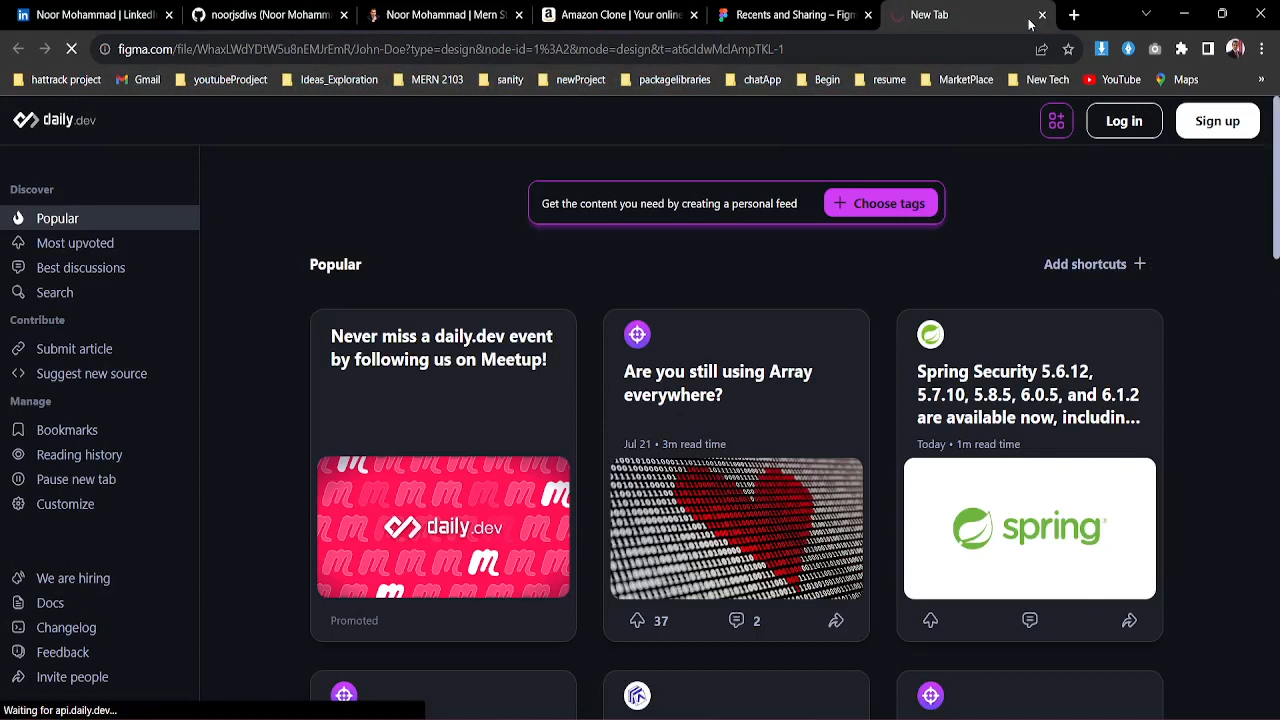 Noor Mohammad | LinkedI
noorjsdivs (Noor Mohamm
Noor Mohammad | Mern St
Amazon Clone | Your online
Recents and Sharing – Figm
New Tab
figma.com/file/WhaxLWdYDtW5u8nEMJrEmR/John-Doe?type=design&node-id=1%3A2&mode=design&t=at6cIdwMclAmpTKL-1
hattrack project
Gmail
youtubeProdject
Ideas_Exploration
MERN 2103
sanity
newProject
packagelibraries
chatApp
Begin
resume
MarketPlace
New Tech
YouTube
Maps
»
daily.dev
Log in
Sign up
Discover
Popular
Most upvoted
Best discussions
Search
Contribute
Submit article
Suggest new source
Manage
Bookmarks
Reading history
Pause new tab
Customize
We are hiring
Docs
Changelog
Feedback
Invite people
Get the content you need by creating a personal feed
+ Choose tags
Popular
Add shortcuts +
Never miss a daily.dev event
by following us on Meetup!
daily.dev
Promoted
Are you still using Array
everywhere?
Jul 21 • 3m read time
37
2
Spring Security 5.6.12,
5.7.10, 5.8.5, 6.0.5, and 6.1.2
are available now, includin...
Today • 1m read time
spring
Waiting for api.daily.dev...